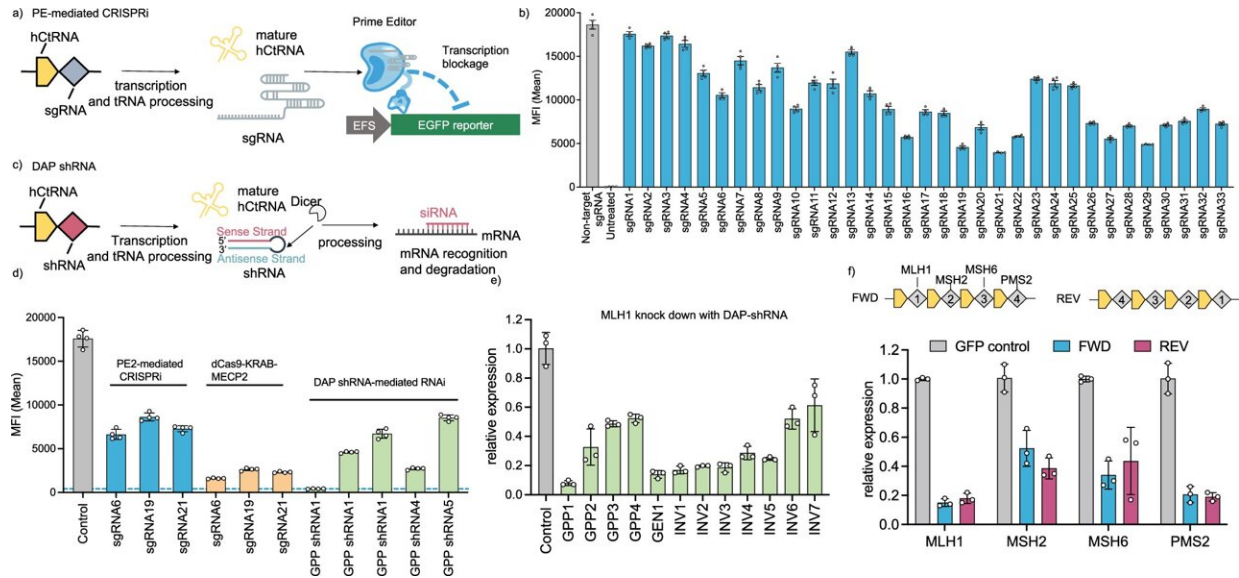 a) PE-mediated CRISPRi
hCtRNA
sgRNA
transcription
and tRNA processing
mature
hCtRNA
sgRNA
Prime Editor
Transcription
blockage
EFS
EGFP reporter
b)
MFI (Mean)
20000
15000
10000
5000
0
Non-target
sgRNA
Untreated
sgRNA1
sgRNA2
sgRNA3
sgRNA4
sgRNA5
sgRNA6
sgRNA7
sgRNA8
sgRNA9
sgRNA10
sgRNA11
sgRNA12
sgRNA13
sgRNA14
sgRNA15
sgRNA16
sgRNA17
sgRNA18
sgRNA19
sgRNA20
sgRNA21
sgRNA22
sgRNA23
sgRNA24
sgRNA25
sgRNA26
sgRNA27
sgRNA28
sgRNA29
sgRNA30
sgRNA31
sgRNA32
sgRNA33
c) DAP shRNA
hCtRNA
shRNA
Transcription
and tRNA processing
mature
hCtRNA
Dicer
Sense Strand
5′
3′
Antisense Strand
shRNA
processing
siRNA
mRNA
mRNA recognition
and degradation
d)
MFI (Mean)
20000
15000
10000
5000
0
PE2-mediated
CRISPRi
dCas9-KRAB-
MECP2
DAP shRNA-mediated RNAi
Control
sgRNA6
sgRNA19
sgRNA21
sgRNA6
sgRNA19
sgRNA21
GPP shRNA1
GPP shRNA1
GPP shRNA1
GPP shRNA4
GPP shRNA5
e)
MLH1 knock down with DAP-shRNA
relative expression
1.2
1.0
0.8
0.6
0.4
0.2
0.0
Control
GPP1
GPP2
GPP3
GPP4
GEN1
INV1
INV2
INV3
INV4
INV5
INV6
INV7
f)
MLH1
MSH2
MSH6
PMS2
FWD
1 2 3 4
REV
4 3 2 1
GFP control
FWD
REV
relative expression
1.2
1.0
0.8
0.6
0.4
0.2
0.0
MLH1
MSH2
MSH6
PMS2